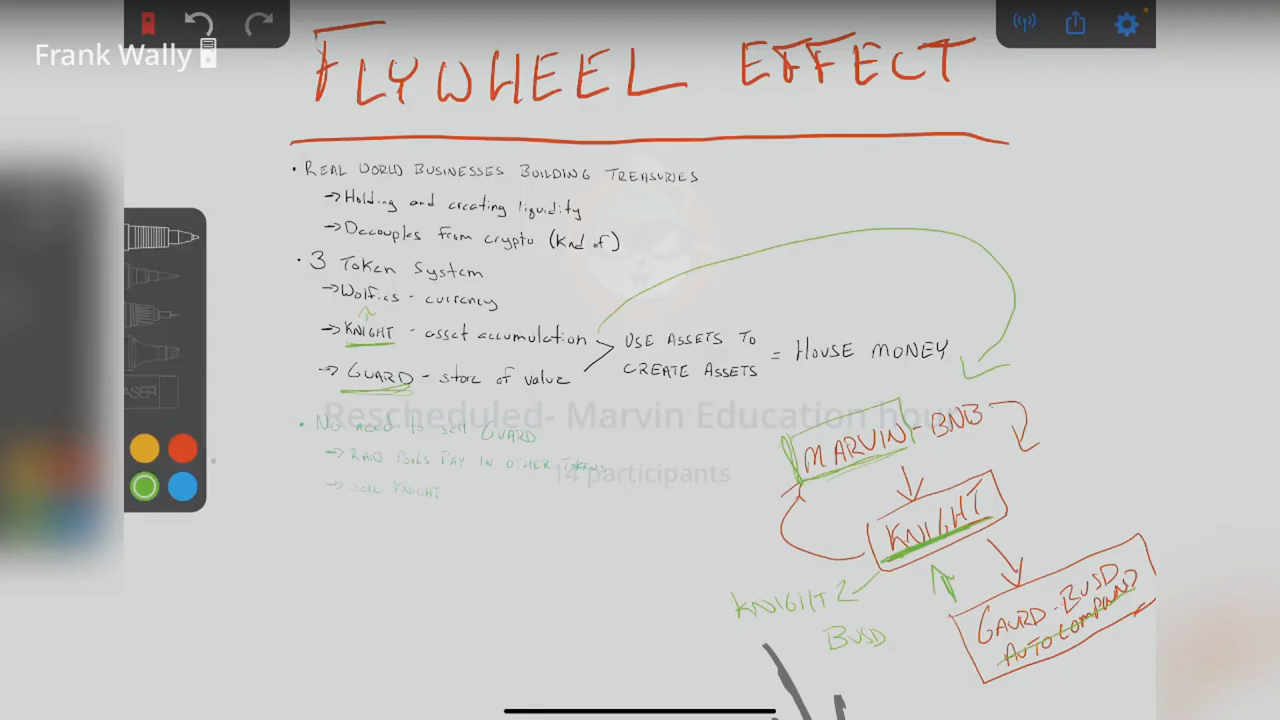 Frank Wally
FLYWHEEL EFFECT
• REAL WORLD BUSINESSES BUILDING TREASURIES
→ Holding and creating liquidity
→ Decouples from crypto (Knd of)
• 3 Token System
→ Wolfies - currency
→ KNIGHT - asset accumulation
→ GUARD - store of value
USE ASSETS TO
CREATE ASSETS
= HOUSE MONEY
• No need to sell GUARD
→ RAID POOLS PAY IN OTHER TOKENS
→ Sell KNIGHT
Rescheduled- Marvin Education hour
14 participants
MARVIN-BNB
KNIGHT
KNIGHT
BUSD
GAURD-BUSD
AUTOCOMPOUND
ERASER